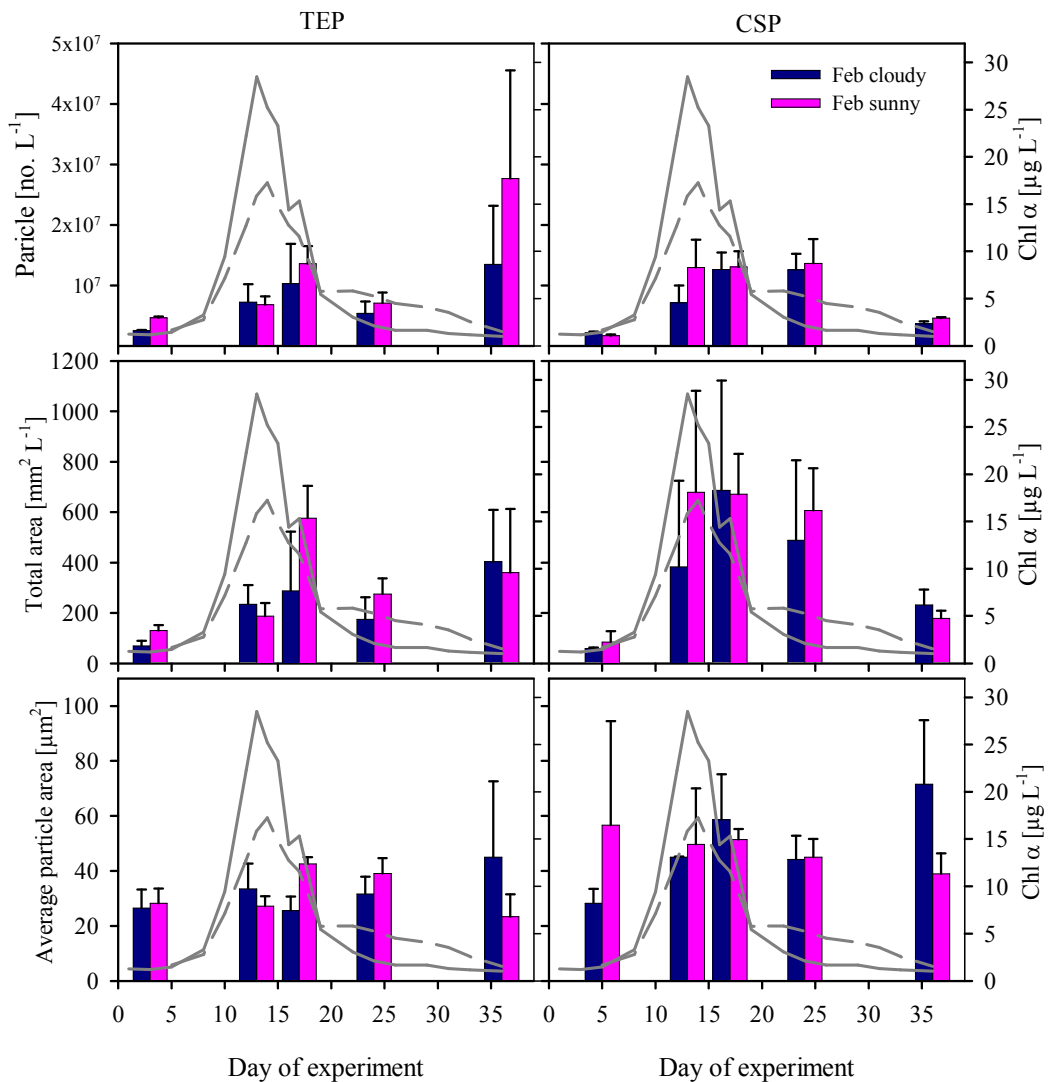 TEP
CSP
Paricle [no. L⁻¹]
5x10⁷
4x10⁷
3x10⁷
2x10⁷
10⁷
Feb cloudy
Feb sunny
30
25
20
15
10
5
0
Chl α [µg L⁻¹]
Total area [mm² L⁻¹]
1200
1000
800
600
400
200
0
30
25
20
15
10
5
0
Chl α [µg L⁻¹]
Average particle area [µm²]
100
80
60
40
20
0
30
25
20
15
10
5
0
Chl α [µg L⁻¹]
0 5 10 15 20 25 30 35
0 5 10 15 20 25 30 35
Day of experiment
Day of experiment